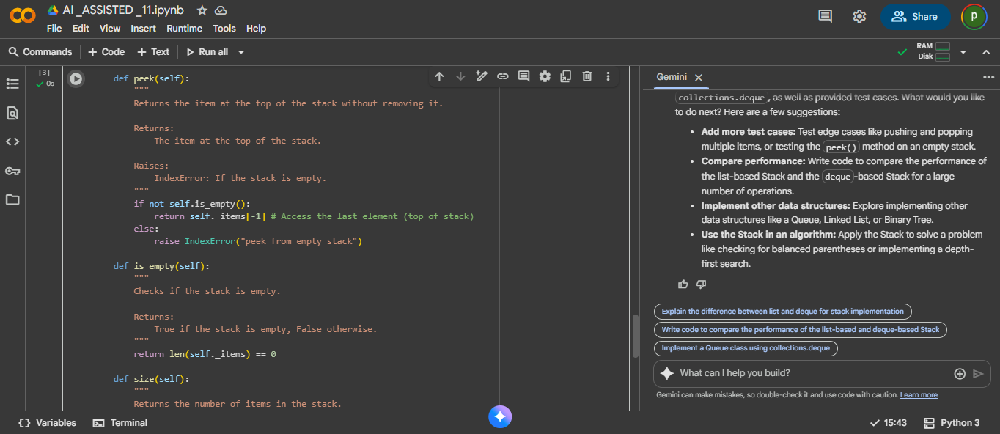 AI _ASSISTED _11.ipynb
File Edit View Insert Runtime Tools Help
Share
p
Commands + Code + Text Run all
RAM
Disk
[3]
0s
def peek(self):
"""
Returns the item at the top of the stack without removing it.
Returns:
The item at the top of the stack.
Raises:
IndexError: If the stack is empty.
"""
if not self.is_empty():
return self._items[-1] # Access the last element (top of stack)
else:
raise IndexError("peek from empty stack")
def is_empty(self):
"""
Checks if the stack is empty.
Returns:
True if the stack is empty, False otherwise.
"""
return len(self._items) == 0
def size(self):
"""
Returns the number of items in the stack.
Gemini
collections.deque , as well as provided test cases. What would you like
to do next? Here are a few suggestions:
• Add more test cases: Test edge cases like pushing and popping
multiple items, or testing the peek() method on an empty stack.
• Compare performance: Write code to compare the performance of
the list-based Stack and the deque -based Stack for a large
number of operations.
• Implement other data structures: Explore implementing other
data structures like a Queue, Linked List, or Binary Tree.
• Use the Stack in an algorithm: Apply the Stack to solve a problem
like checking for balanced parentheses or implementing a depth-
first search.
Explain the difference between list and deque for stack implementation
Write code to compare the performance of the list-based and deque-based Stack
Implement a Queue class using collections.deque
What can I help you build?
Gemini can make mistakes, so double-check it and use code with caution. Learn more
Variables Terminal
15:43 Python 3